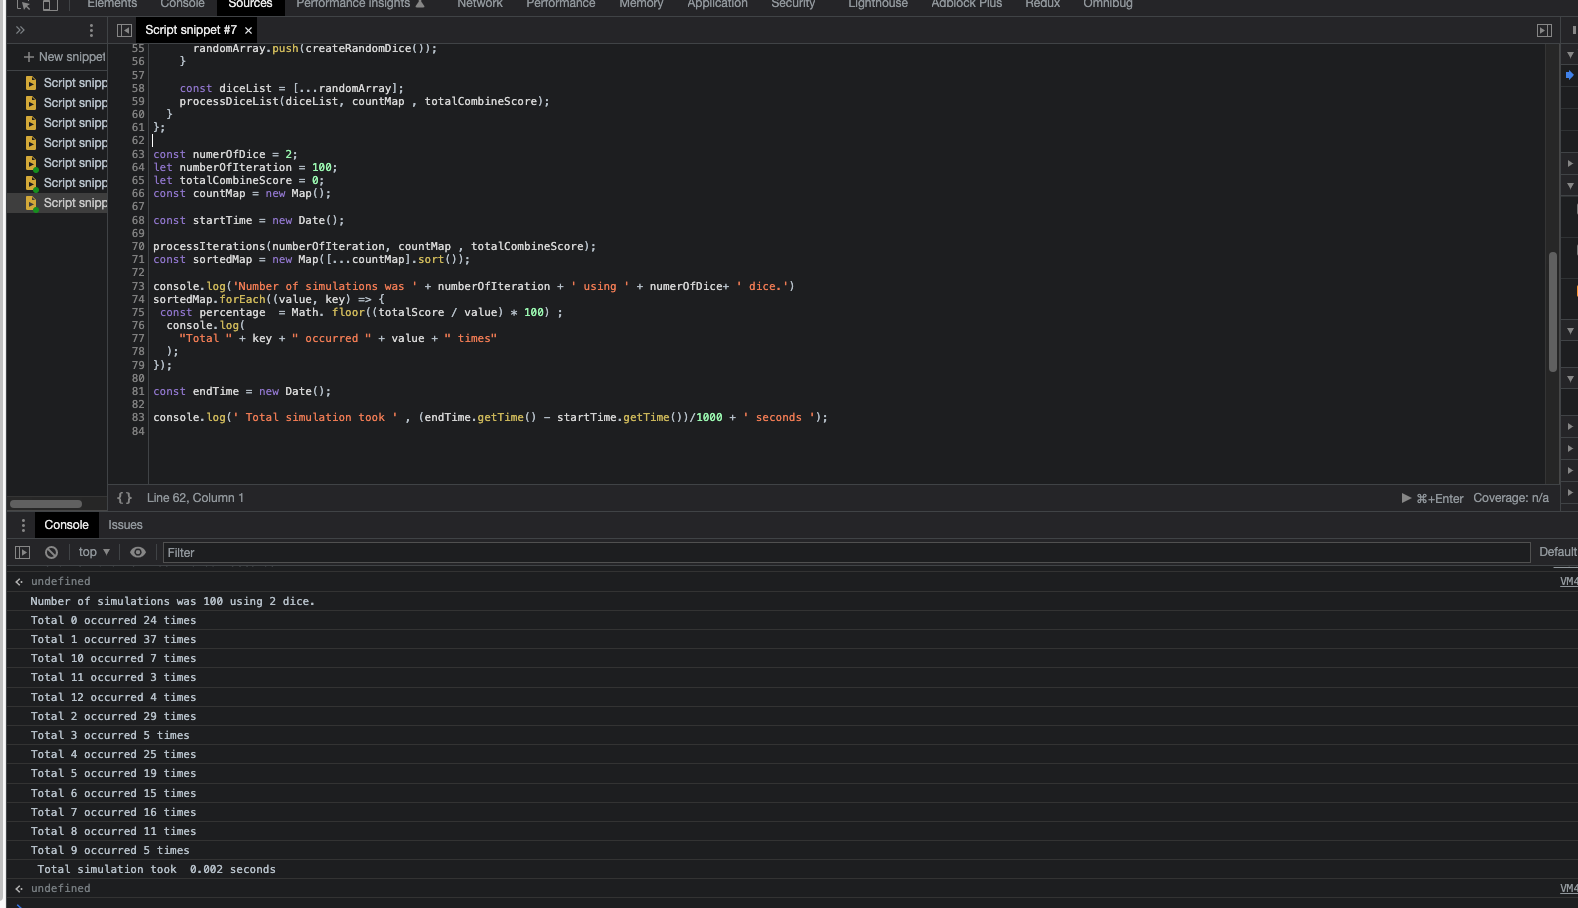 Elements Console Sources Performance Insights Network Performance Memory Application Security Lighthouse Adblock Plus Redux Omnibug
Script snippet #7 ×
+ New snippet
Script snipp
Script snipp
Script snipp
Script snipp
Script snipp
Script snipp
Script snipp
55 randomArray.push(createRandomDice());
56 }
57
58 const diceList = [...randomArray];
59 processDiceList(diceList, countMap , totalCombineScore);
60 }
61 };
62
63 const numerOfDice = 2;
64 let numberOfIteration = 100;
65 let totalCombineScore = 0;
66 const countMap = new Map();
67
68 const startTime = new Date();
69
70 processIterations(numberOfIteration, countMap , totalCombineScore);
71 const sortedMap = new Map([...countMap].sort());
72
73 console.log('Number of simulations was ' + numberOfIteration + ' using ' + numerOfDice+ ' dice.')
74 sortedMap.forEach((value, key) => {
75 const percentage  = Math. floor((totalScore / value) * 100) ;
76 console.log(
77 "Total " + key + " occurred " + value + " times"
78 );
79 });
80
81 const endTime = new Date();
82
83 console.log(' Total simulation took ' , (endTime.getTime() - startTime.getTime())/1000 + ' seconds ');
84
{} Line 62, Column 1
⌘+Enter Coverage: n/a
Console Issues
top ▼ Filter Default
undefined VM4
Number of simulations was 100 using 2 dice.
Total 0 occurred 24 times
Total 1 occurred 37 times
Total 10 occurred 7 times
Total 11 occurred 3 times
Total 12 occurred 4 times
Total 2 occurred 29 times
Total 3 occurred 5 times
Total 4 occurred 25 times
Total 5 occurred 19 times
Total 6 occurred 15 times
Total 7 occurred 16 times
Total 8 occurred 11 times
Total 9 occurred 5 times
Total simulation took  0.002 seconds
undefined VM4